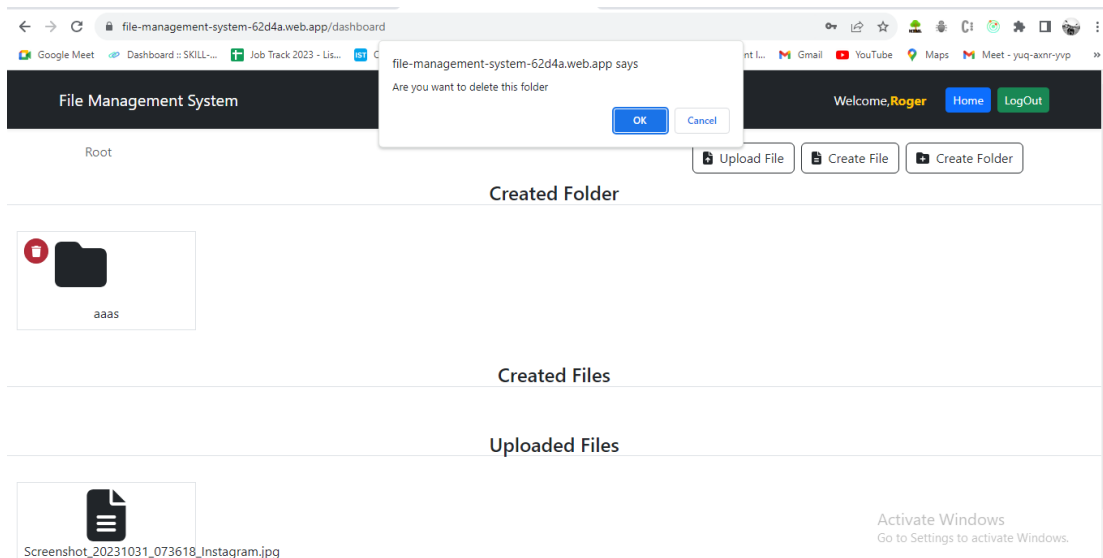 file-management-system-62d4a.web.app/dashboard
Google Meet Dashboard :: SKILL-... Job Track 2023 - Lis... IST nt I... Gmail YouTube Maps Meet - yuq-axnr-yvp »
file-management-system-62d4a.web.app says
Are you want to delete this folder
OK Cancel
File Management System
Welcome,Roger Home LogOut
Root
Upload File Create File Create Folder
Created Folder
aaas
Created Files
Uploaded Files
Screenshot_20231031_073618_Instagram.jpg
Activate Windows
Go to Settings to activate Windows.